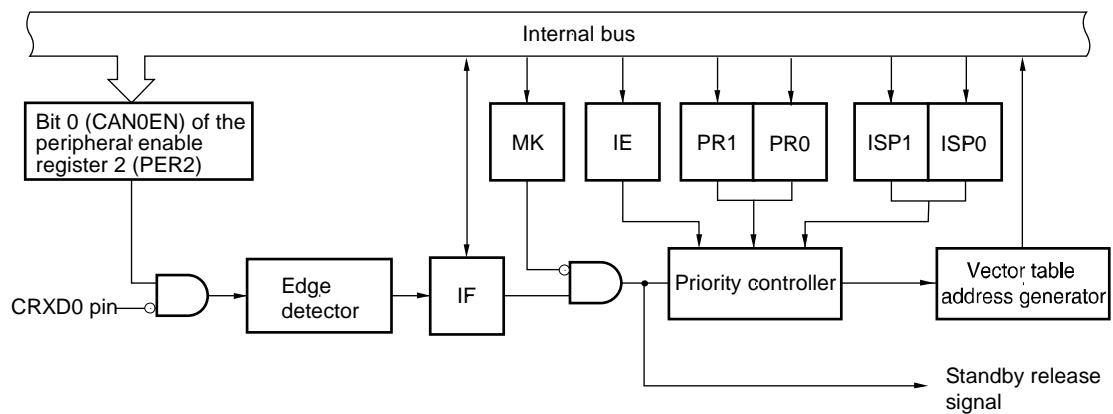 Internal bus
Bit 0 (CAN0EN) of the
peripheral enable
register 2 (PER2)
MK
IE
PR1
PR0
ISP1
ISP0
CRXD0 pin
Edge
detector
IF
Priority controller
Vector table
address generator
Standby release
signal